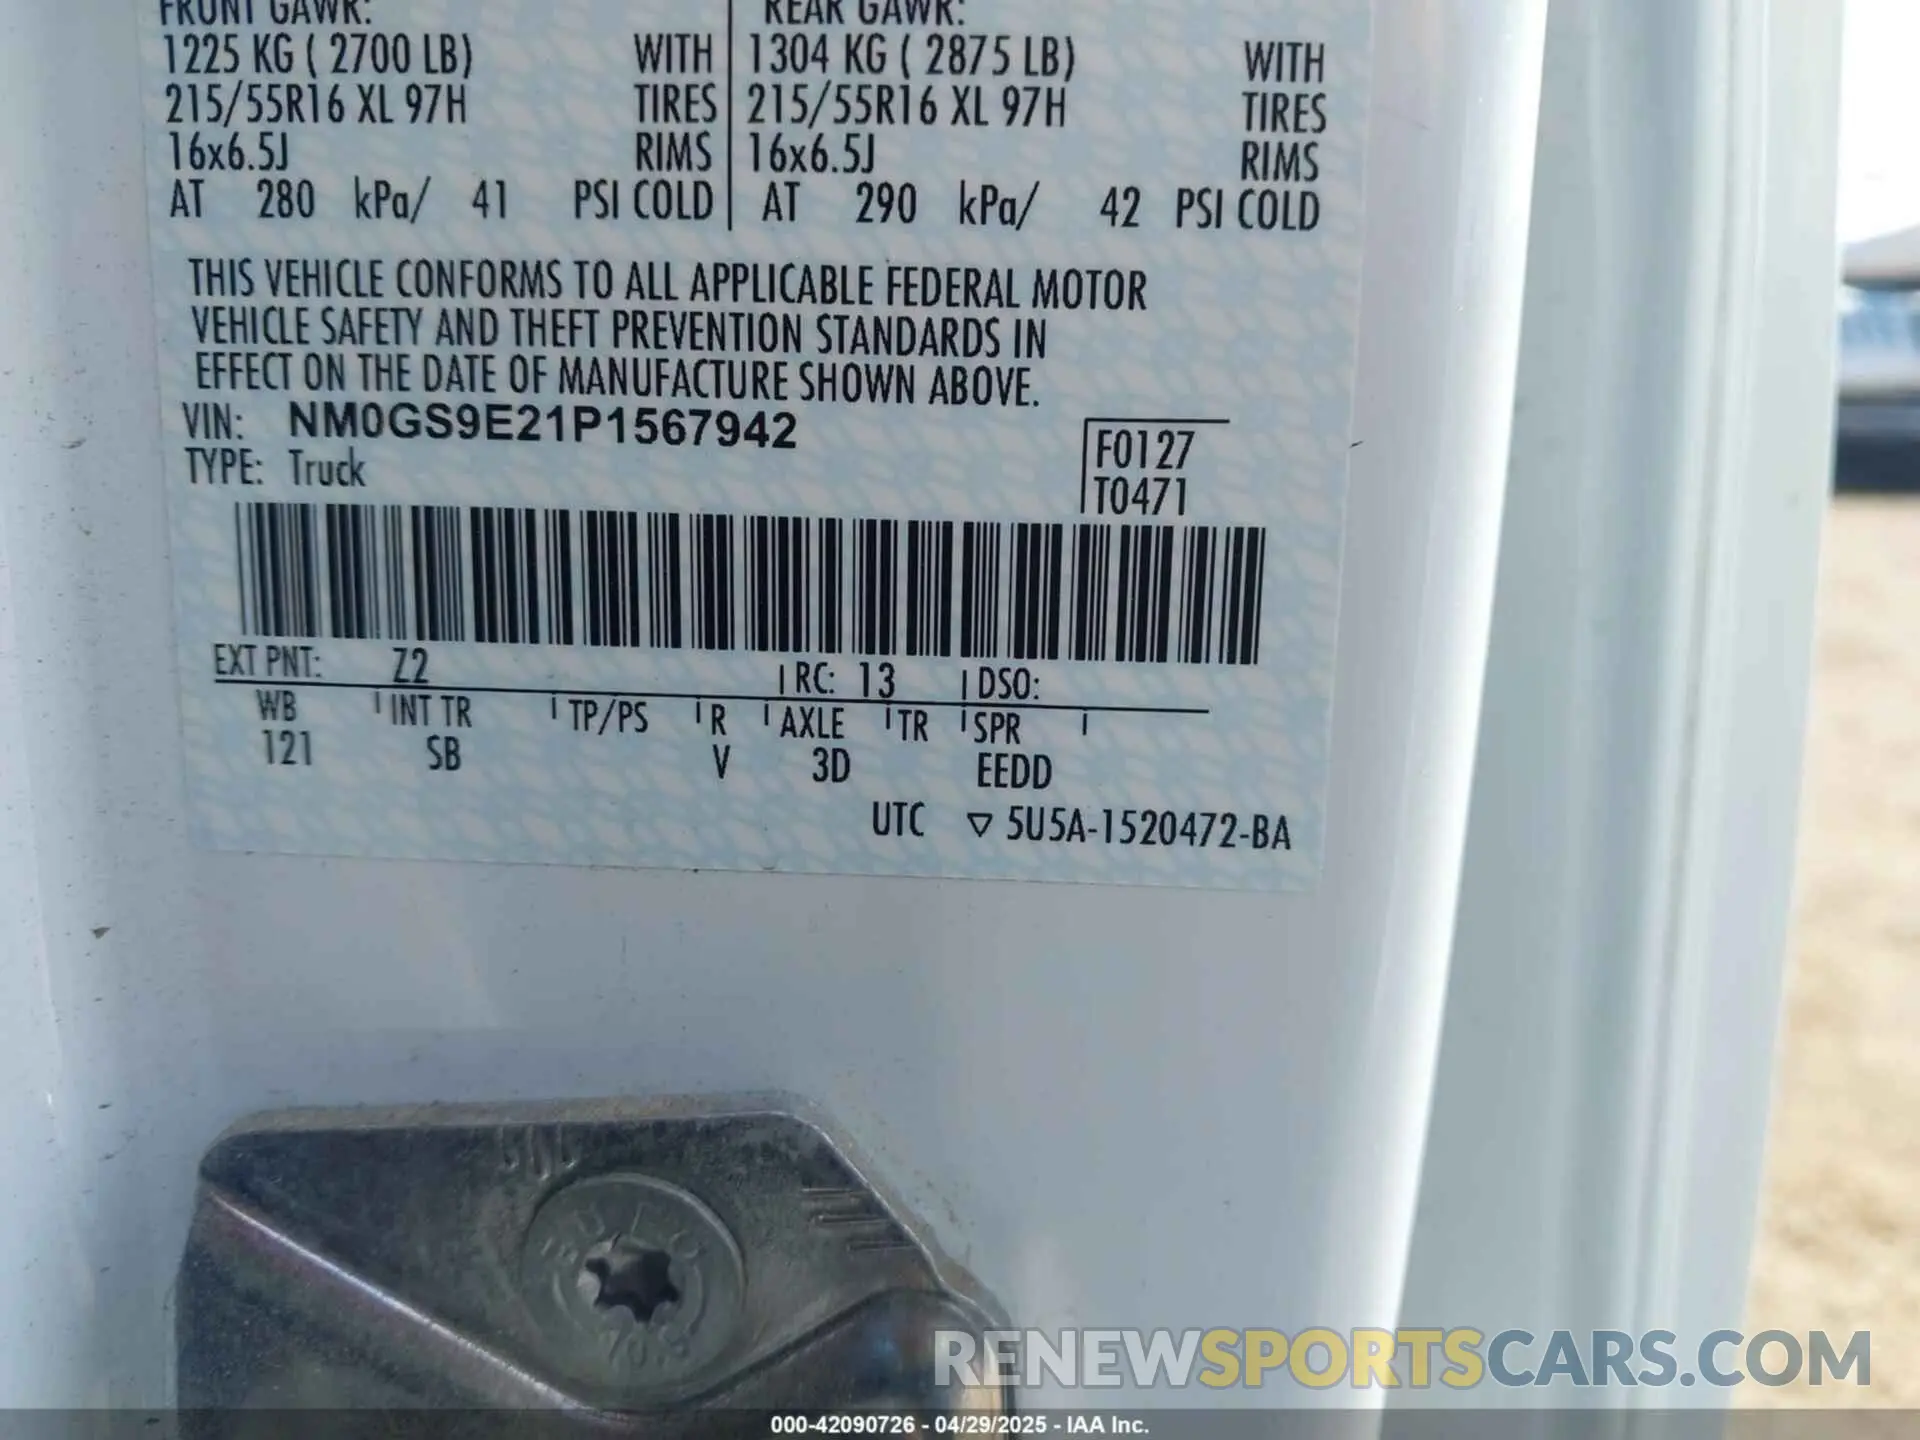 FRONT GAWR: REAR GAWR:
1225 KG ( 2700 LB) WITH 1304 KG ( 2875 LB) WITH
215/55R16 XL 97H TIRES 215/55R16 XL 97H TIRES
16x6.5J RIMS 16x6.5J RIMS
AT 280 kPa/ 41 PSI COLD AT 290 kPa/ 42 PSI COLD
THIS VEHICLE CONFORMS TO ALL APPLICABLE FEDERAL MOTOR
VEHICLE SAFETY AND THEFT PREVENTION STANDARDS IN
EFFECT ON THE DATE OF MANUFACTURE SHOWN ABOVE.
VIN: NM0GS9E21P1567942
F0127
TYPE: Truck
T0471
EXT PNT: Z2 RC: 13 DSO:
WB INT TR TP/PS R AXLE TR SPR
121 SB V 3D EEDD
UTC ▽ 5U5A-1520472-BA
10.9
RENEWSPORTSCARS.COM
000-42090726 - 04/29/2025 - IAA Inc.